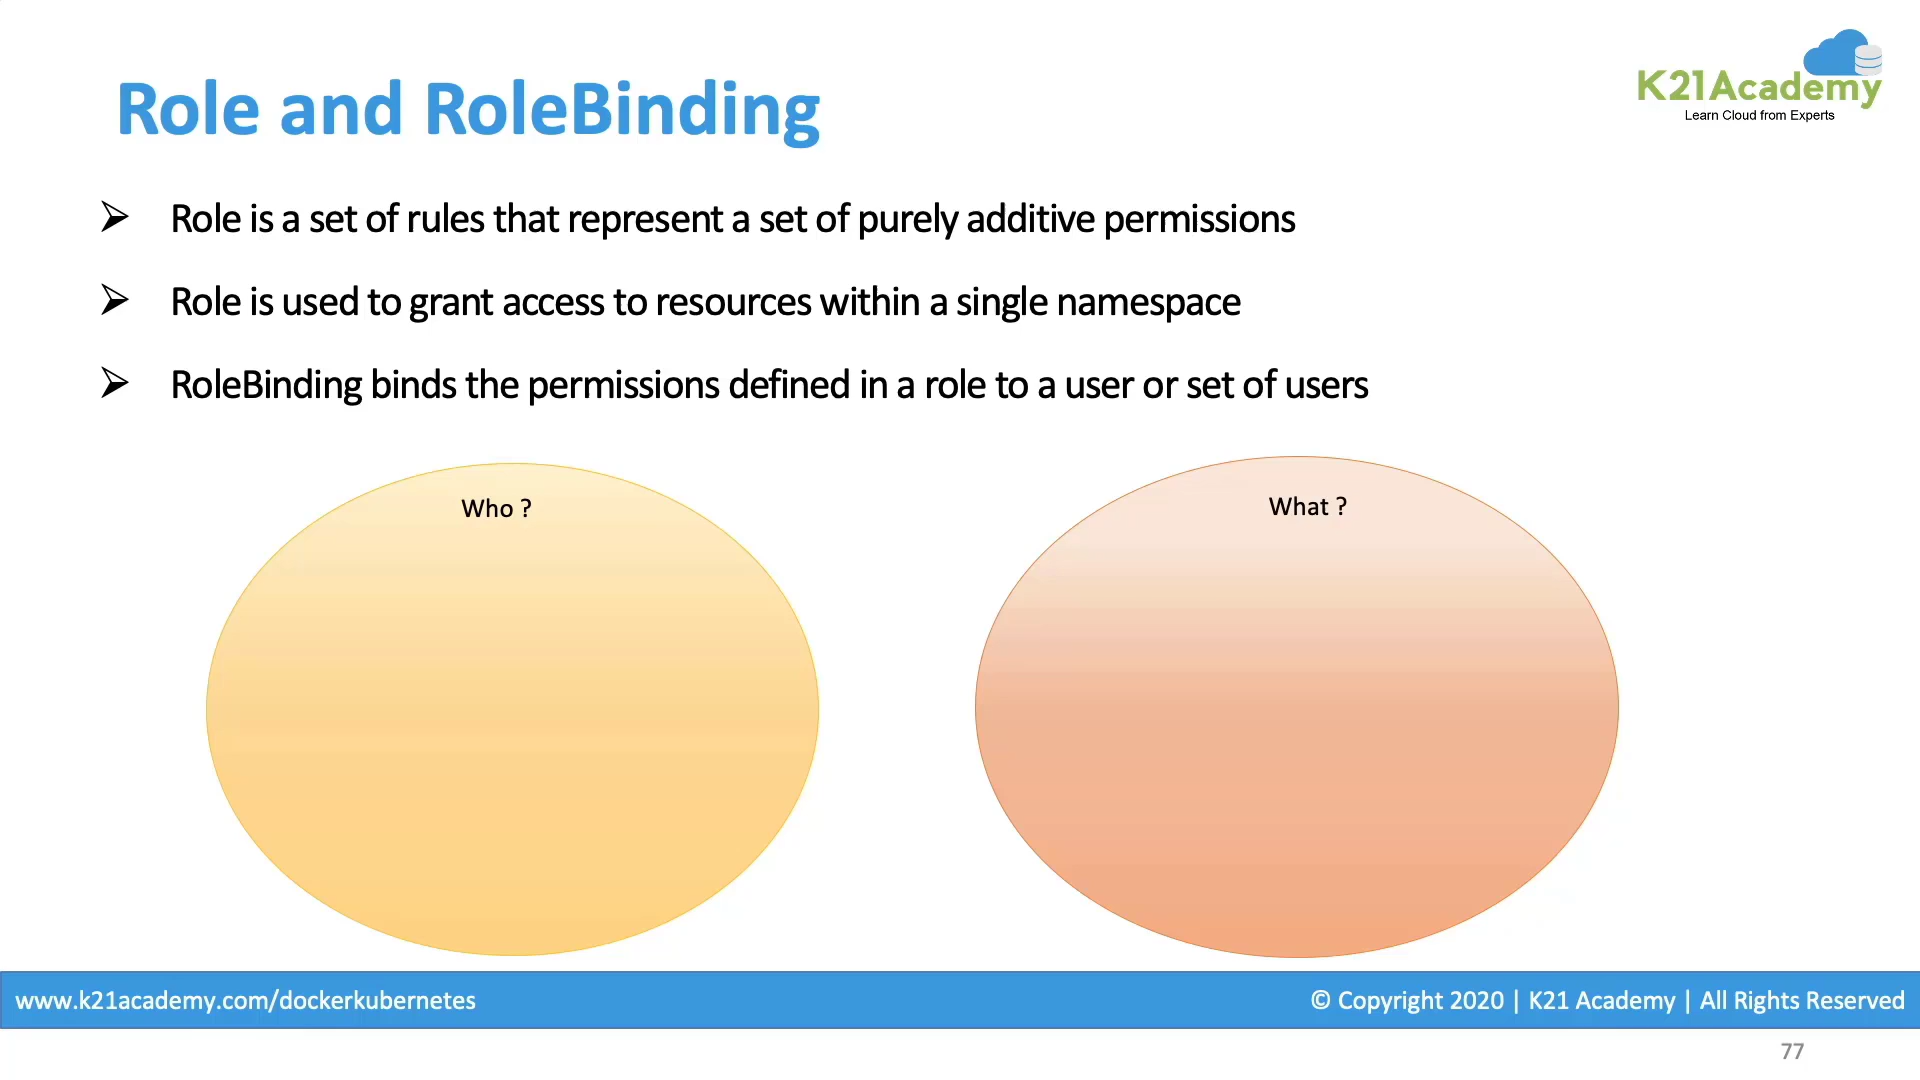 Role and RoleBinding
K21Academy
Learn Cloud from Experts
Role is a set of rules that represent a set of purely additive permissions
Role is used to grant access to resources within a single namespace
RoleBinding binds the permissions defined in a role to a user or set of users
Who ?
What ?
www.k21academy.com/dockerkubernetes
© Copyright 2020 | K21 Academy | All Rights Reserved
77